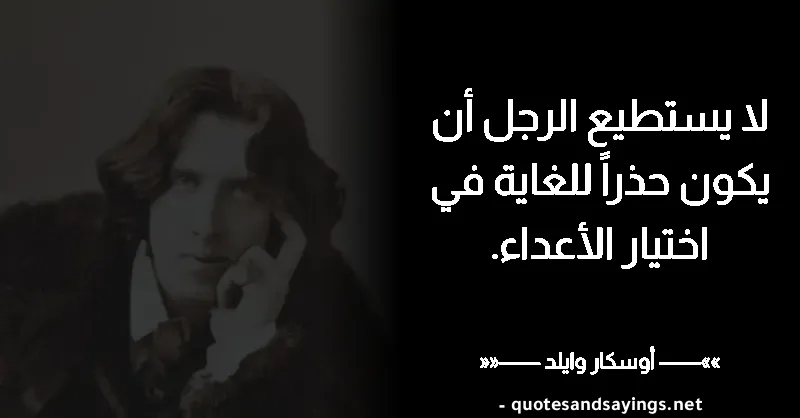 لا يستطيع الرجل أن
يكون حذراً للغاية في
اختيار الأعداء.
»»—— أوسكار وايلد ——««
- quotesandsayings.net